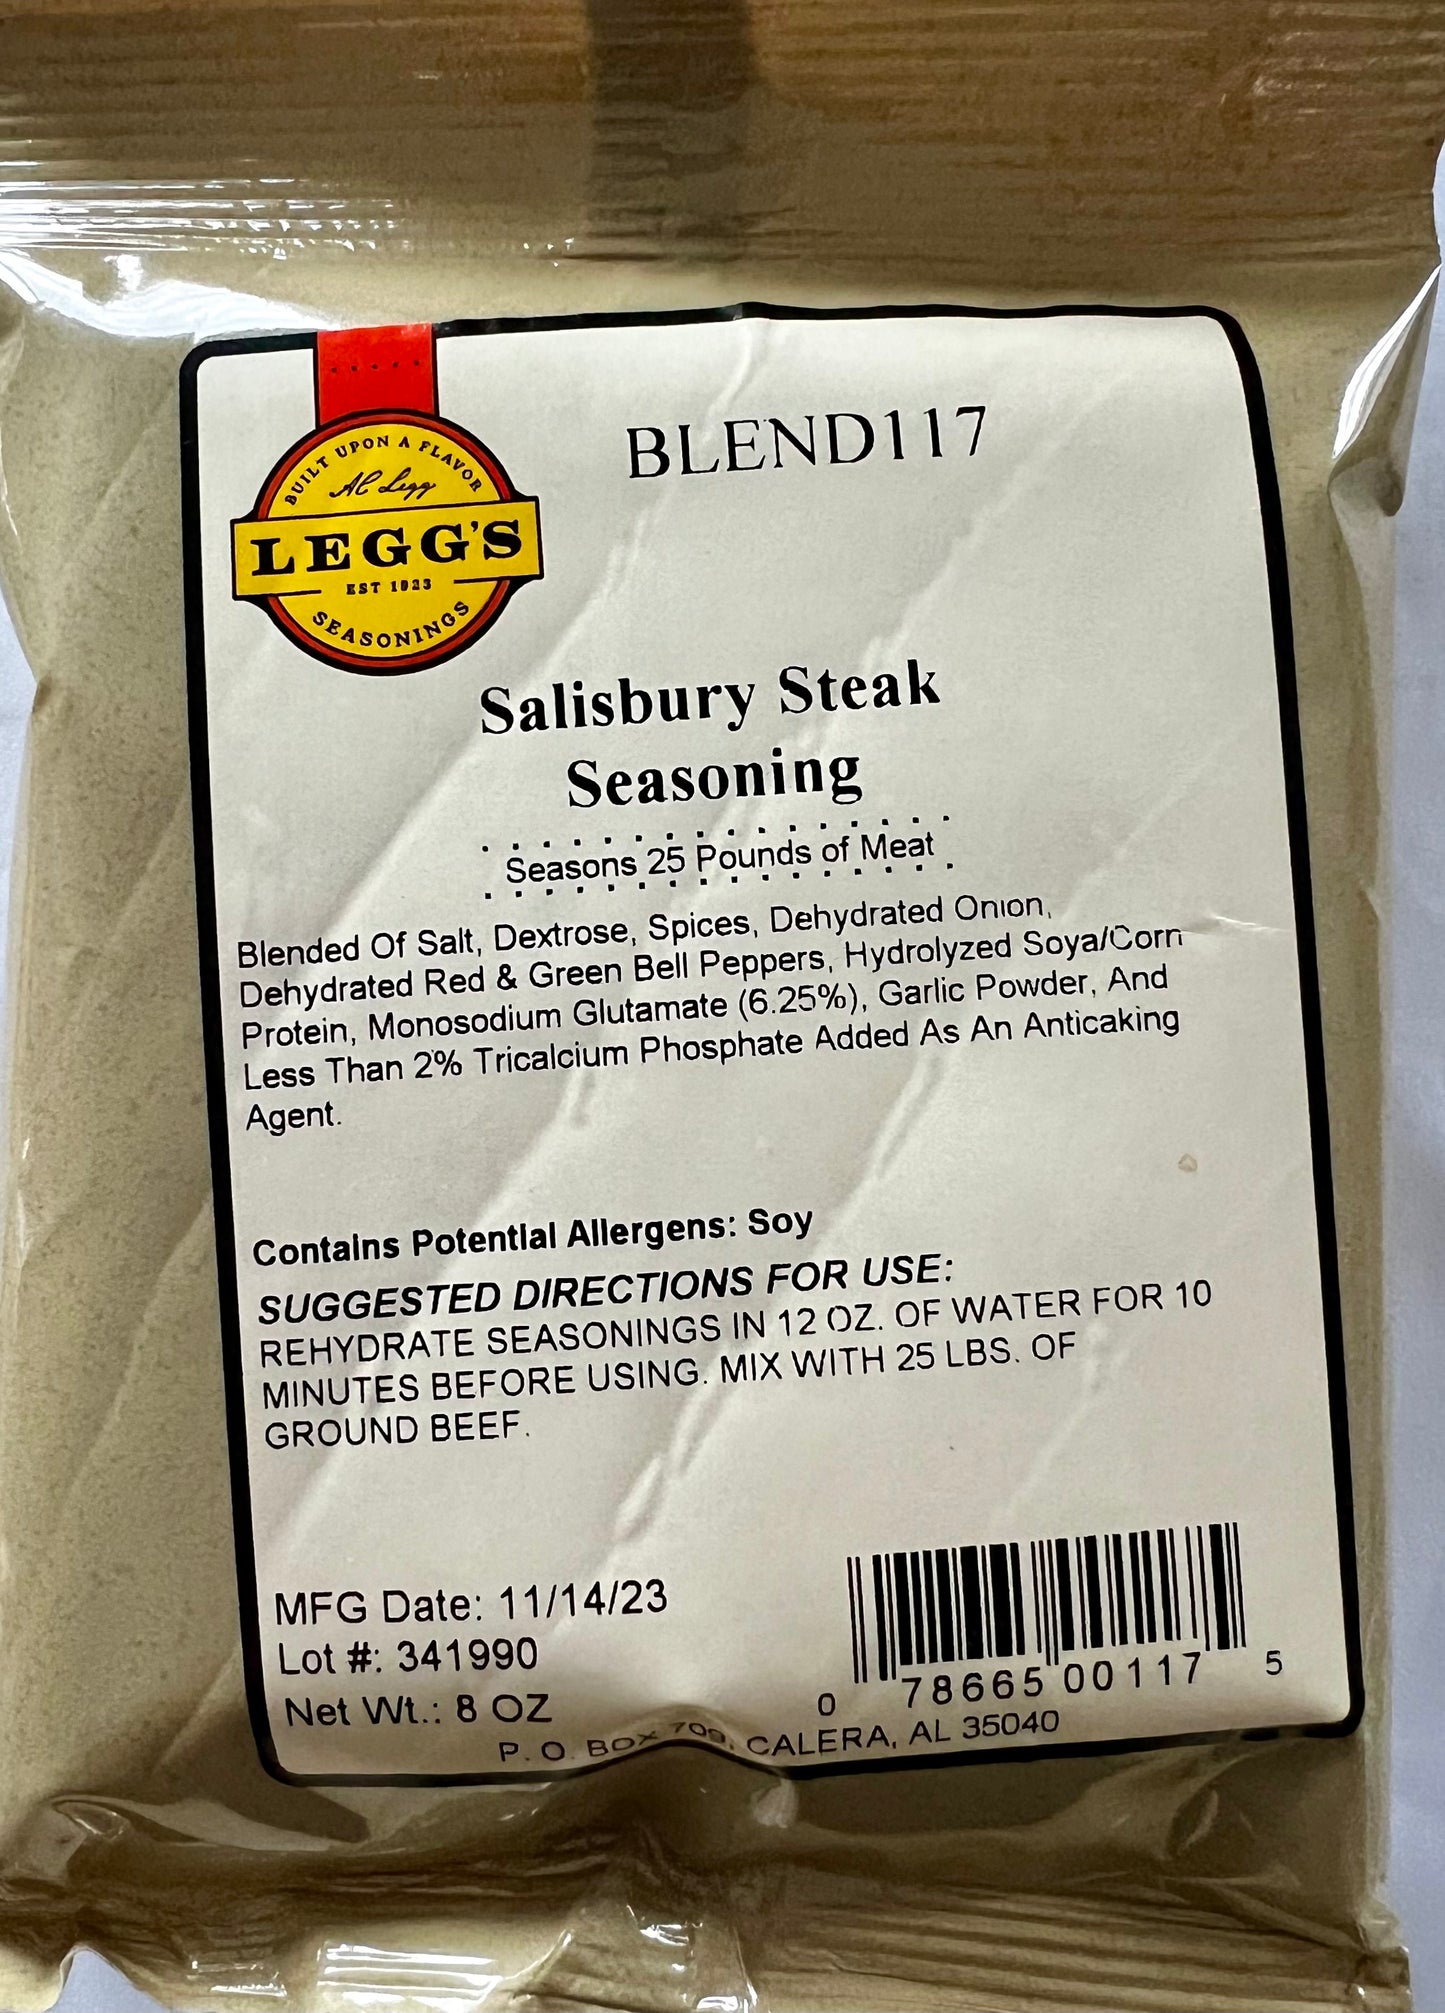 BLEND117
BUILT UPON A FLAVOR
AC Legg
LEGG'S
EST 1923
SEASONINGS
Salisbury Steak
Seasoning
Seasons 25 Pounds of Meat
Blended Of Salt, Dextrose, Spices, Dehydrated Onion,
Dehydrated Red & Green Bell Peppers, Hydrolyzed Soya/Corn
Protein, Monosodium Glutamate (6.25%), Garlic Powder, And
Less Than 2% Tricalcium Phosphate Added As An Anticaking
Agent.
Contains Potential Allergens: Soy
SUGGESTED DIRECTIONS FOR USE:
REHYDRATE SEASONINGS IN 12 OZ. OF WATER FOR 10
MINUTES BEFORE USING. MIX WITH 25 LBS. OF
GROUND BEEF.
MFG Date: 11/14/23
Lot #: 341990
Net Wt.: 8 OZ
0 78665 00117 5
P. O. BOX 709, CALERA, AL 35040